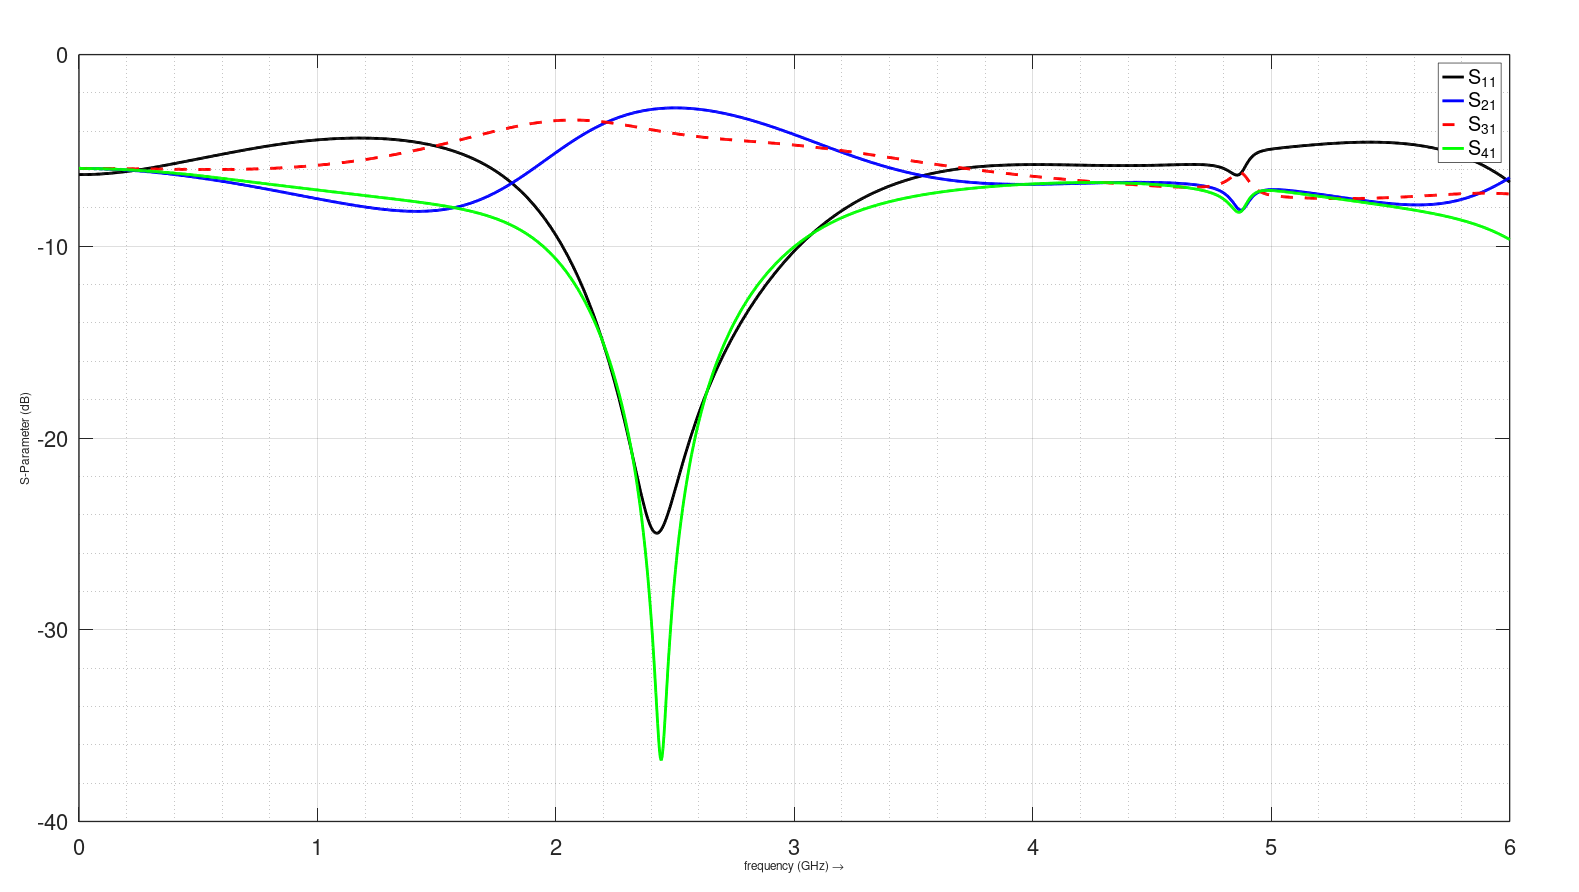 0
-10
-20
-30
-40
S-Parameter (dB)
S11
S21
S31
S41
0 1 2 3 4 5 6
frequency (GHz) →